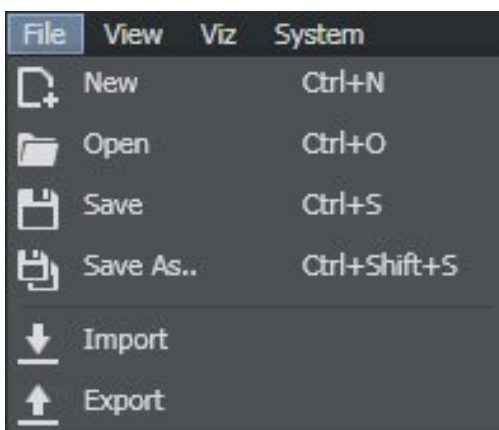 File View Viz System
New Ctrl+N
Open Ctrl+O
Save Ctrl+S
Save As.. Ctrl+Shift+S
Import
Export